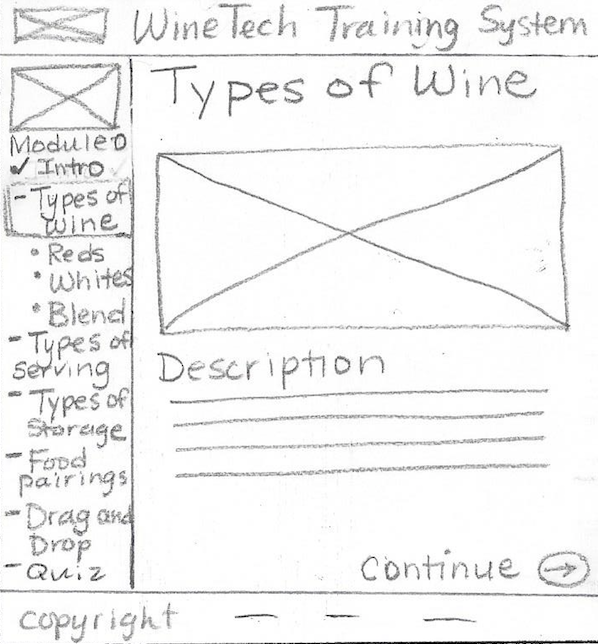 WineTech Training System
Types of Wine
Module 0
✓ Intro
- Types of
wine
• Reds
• Whites
• Blend
- Types of
serving
- Types of
Storage
- Food
pairings
- Drag and
Drop
- Quiz
Description
Continue →
copyright